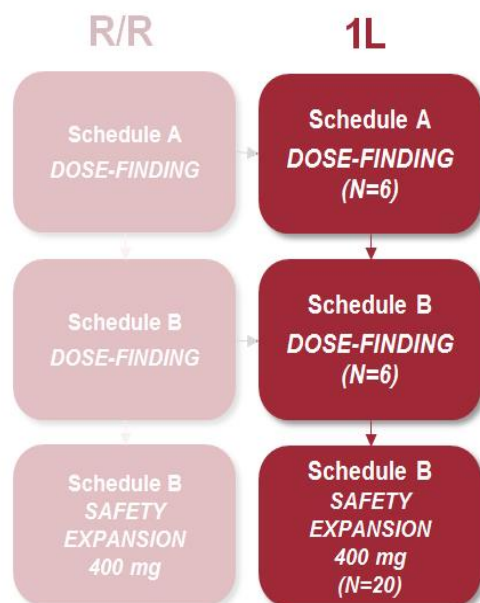 R/R
Schedule A
DOSE-FINDING
Schedule B
DOSE-FINDING
Schedule B
SAFETY
EXPANSION
400 mg
1L
Schedule A
DOSE-FINDING
(N=6)
Schedule B
DOSE-FINDING
(N=6)
Schedule B
SAFETY
EXPANSION
400 mg
(N=20)